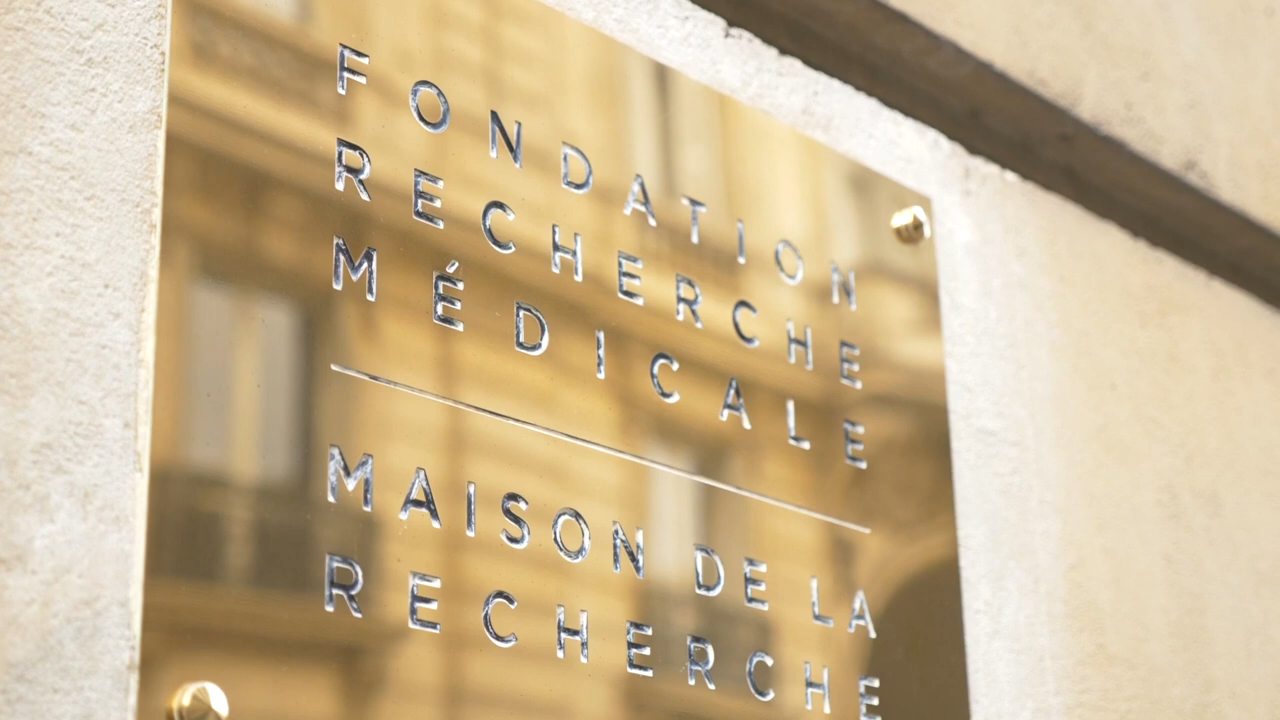 FONDATION
RECHERCHE
MÉDICALE
MAISON DE LA
RECHERCHE